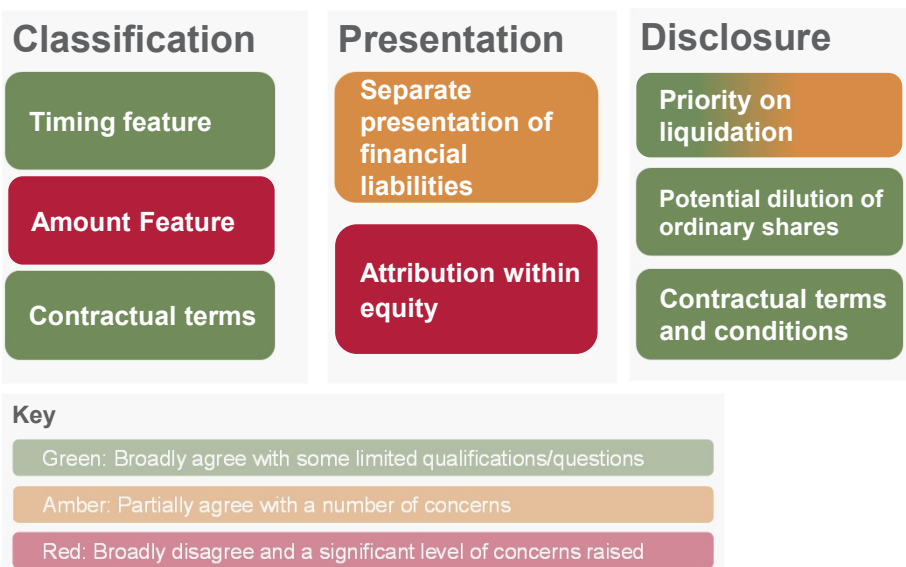 Classification
Timing feature
Amount Feature
Contractual terms
Presentation
Separate
presentation of
financial
liabilities
Attribution within
equity
Disclosure
Priority on
liquidation
Potential dilution of
ordinary shares
Contractual terms
and conditions
Key
Green: Broadly agree with some limited qualifications/questions
Amber: Partially agree with a number of concerns
Red: Broadly disagree and a significant level of concerns raised